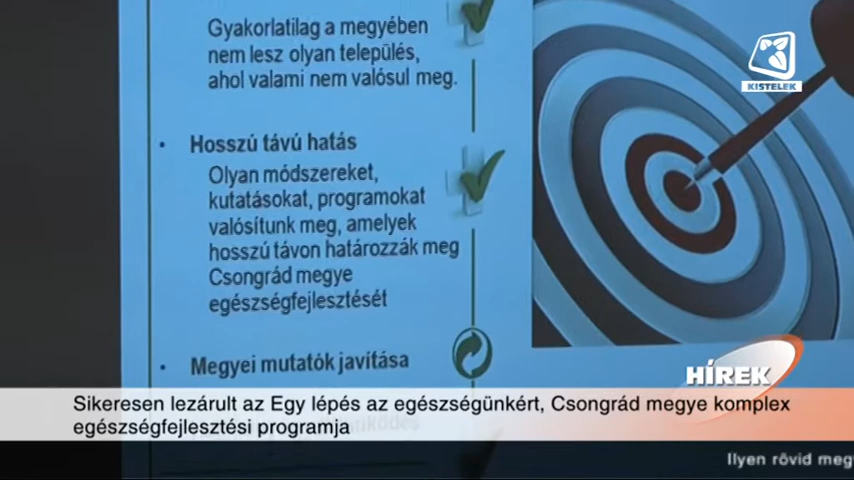 Gyakorlatilag a megyében
nem lesz olyan település,
ahol valami nem valósul meg.
KISTELEK
• Hosszú távú hatás
Olyan módszereket,
kutatásokat, programokat
valósítunk meg, amelyek
hosszú távon határozzák meg
Csongrád megye
egészségfejlesztését
• Megyei mutatók javítása
HÍREK
Sikeresen lezárult az Egy lépés az egészségünkért, Csongrád megye komplex
egészségfejlesztési programja
Ilyen rövid